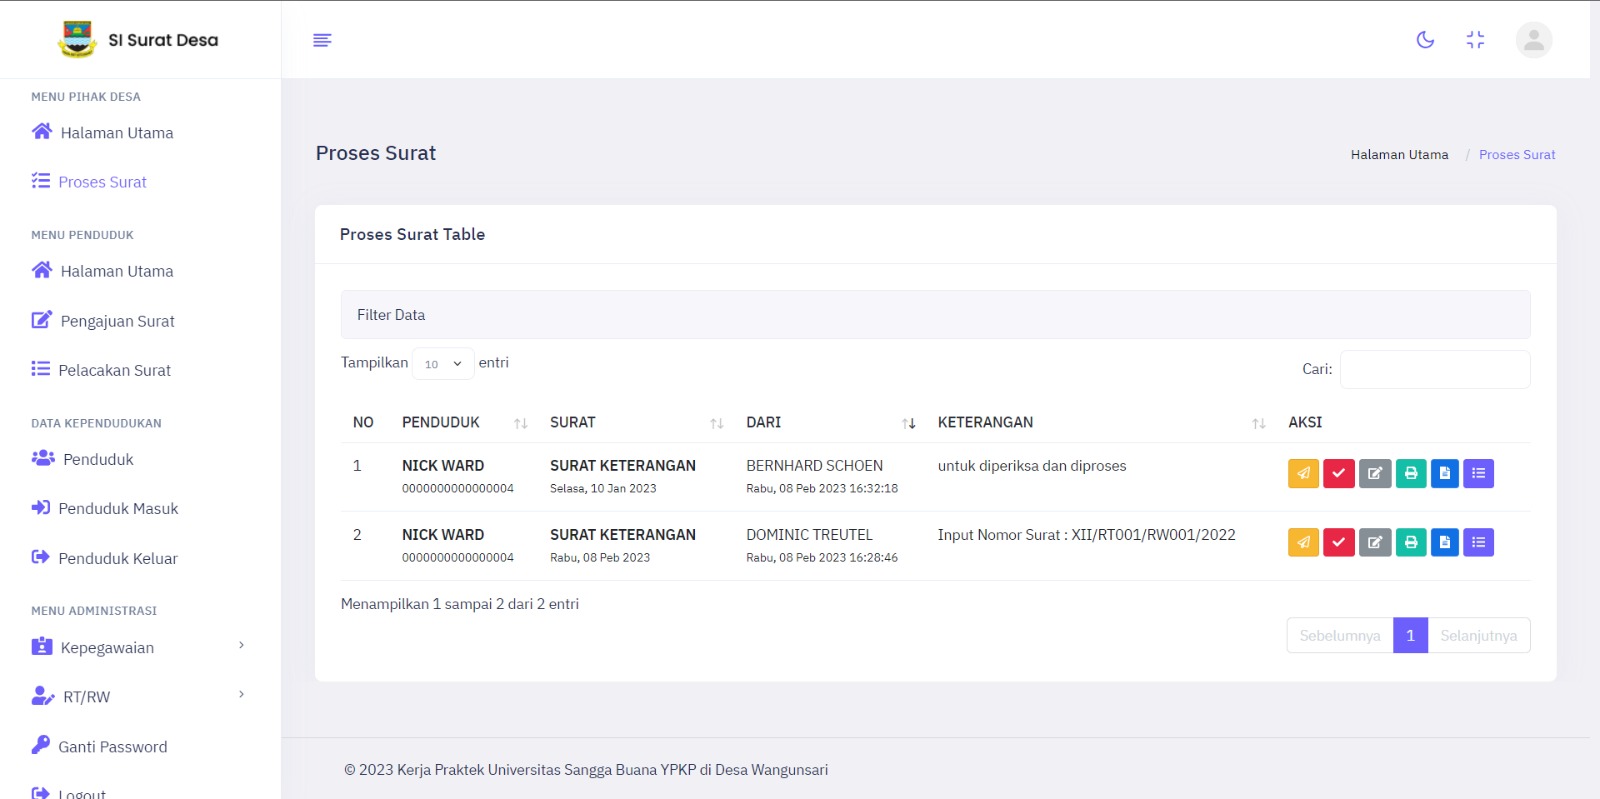 SI Surat Desa
MENU PIHAK DESA
Halaman Utama
Proses Surat
MENU PENDUDUK
Halaman Utama
Pengajuan Surat
Pelacakan Surat
DATA KEPENDUDUKAN
Penduduk
Penduduk Masuk
Penduduk Keluar
MENU ADMINISTRASI
Kepegawaian
RT/RW
Ganti Password
Logout
Proses Surat
Halaman Utama / Proses Surat
Proses Surat Table
Filter Data
Tampilkan 10 entri
Cari:
NO PENDUDUK SURAT DARI KETERANGAN AKSI
1 NICK WARD SURAT KETERANGAN BERNHARD SCHOEN untuk diperiksa dan diproses
0000000000000004 Selasa, 10 Jan 2023 Rabu, 08 Peb 2023 16:32:18
2 NICK WARD SURAT KETERANGAN DOMINIC TREUTEL Input Nomor Surat : XII/RT001/RW001/2022
0000000000000004 Rabu, 08 Peb 2023 Rabu, 08 Peb 2023 16:28:46
Menampilkan 1 sampai 2 dari 2 entri
Sebelumnya 1 Selanjutnya
© 2023 Kerja Praktek Universitas Sangga Buana YPKP di Desa Wangunsari